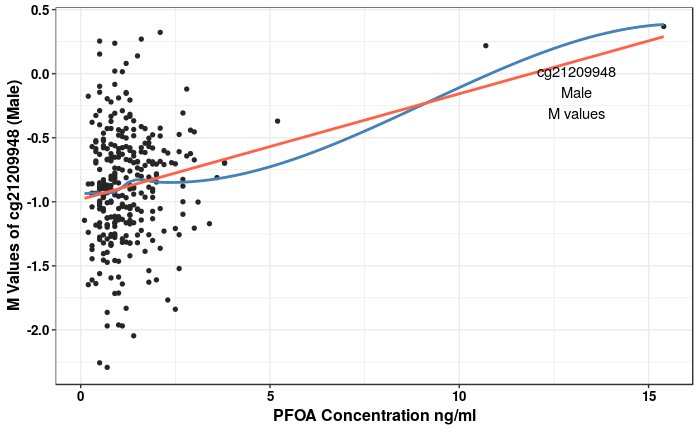 0.5
0.0
-0.5
-1.0
-1.5
-2.0
M Values of cg21209948 (Male)
cg21209948
Male
M values
0
5
10
15
PFOA Concentration ng/ml